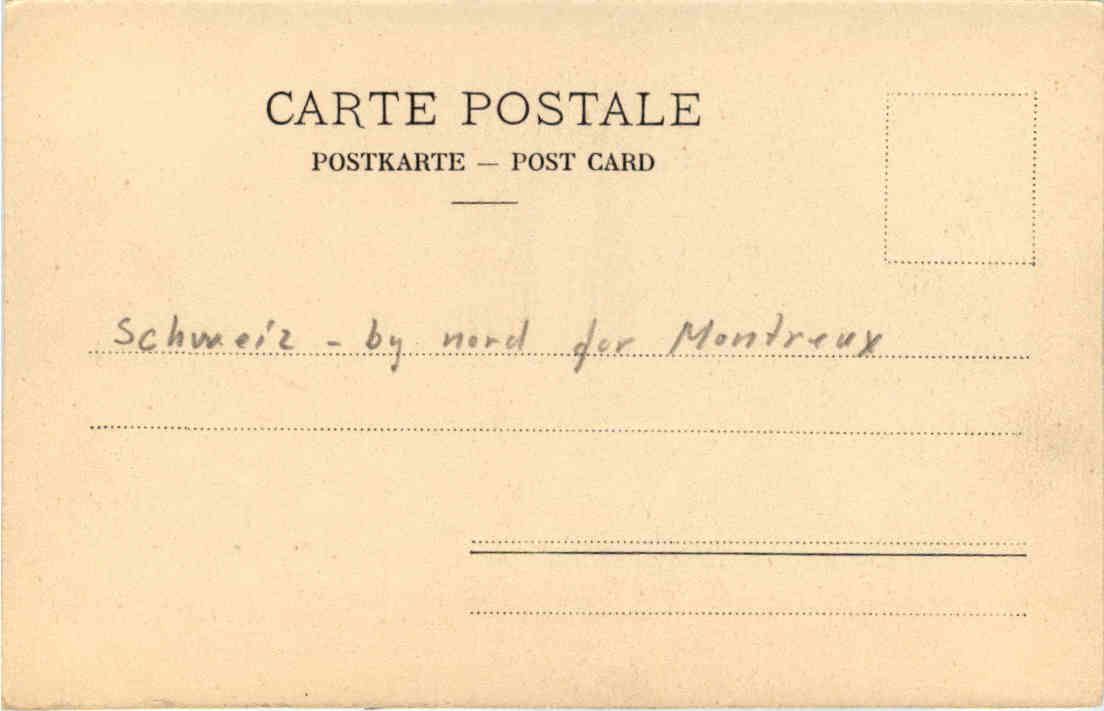 CARTE POSTALE
POSTKARTE — POST CARD
Schweiz - by nord for Montreux